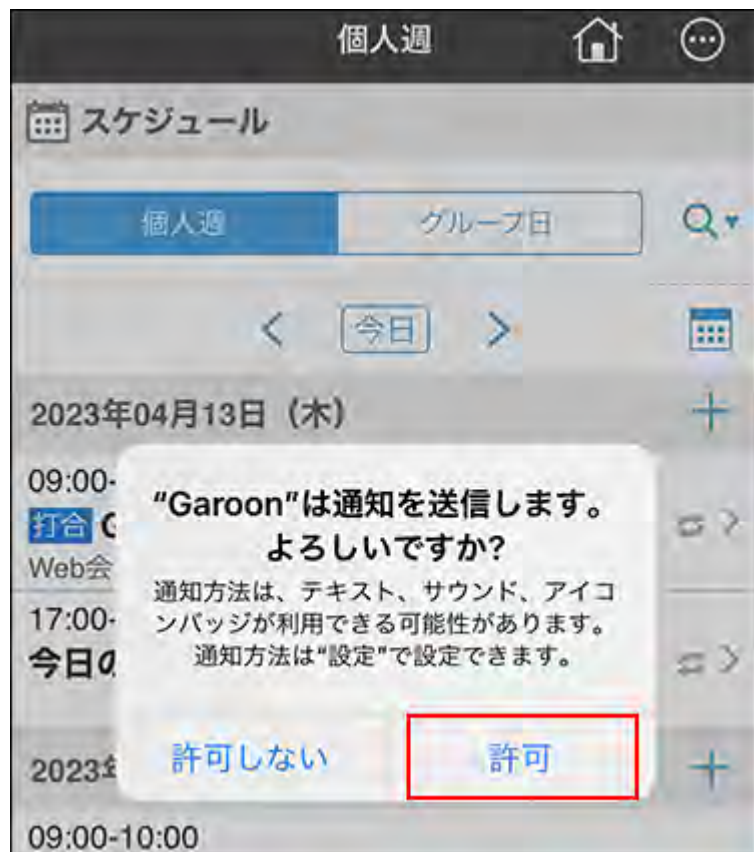 個人週
スケジュール
個人週
グループ日
今日
2023年04月13日（木）
09:00-
打合 G
Web会
17:00-
今日の
"Garoon"は通知を送信します。
よろしいですか?
通知方法は、テキスト、サウンド、アイコ
ンバッジが利用できる可能性があります。
通知方法は"設定"で設定できます。
許可しない
許可
2023年
09:00-10:00